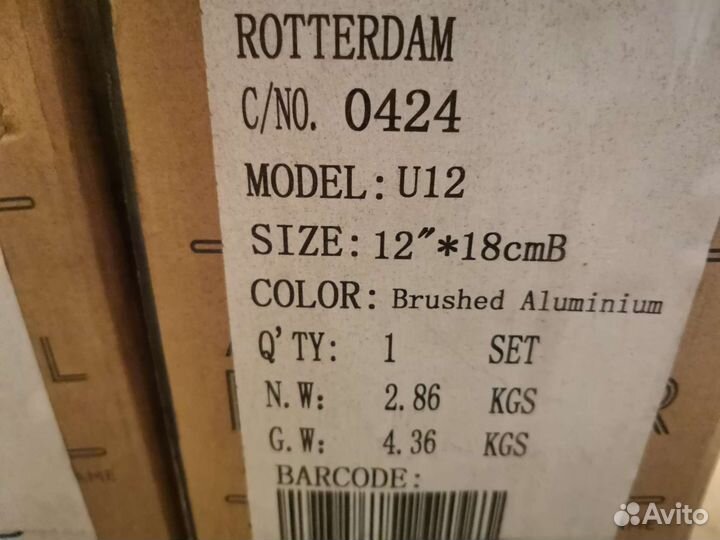 ROTTERDAM
C/NO. 0424
MODEL: U12
SIZE: 12″*18cmB
COLOR: Brushed Aluminium
Q'TY: 1 SET
N.W: 2.86 KGS
G.W: 4.36 KGS
BARCODE:
L
R
AME
Avito